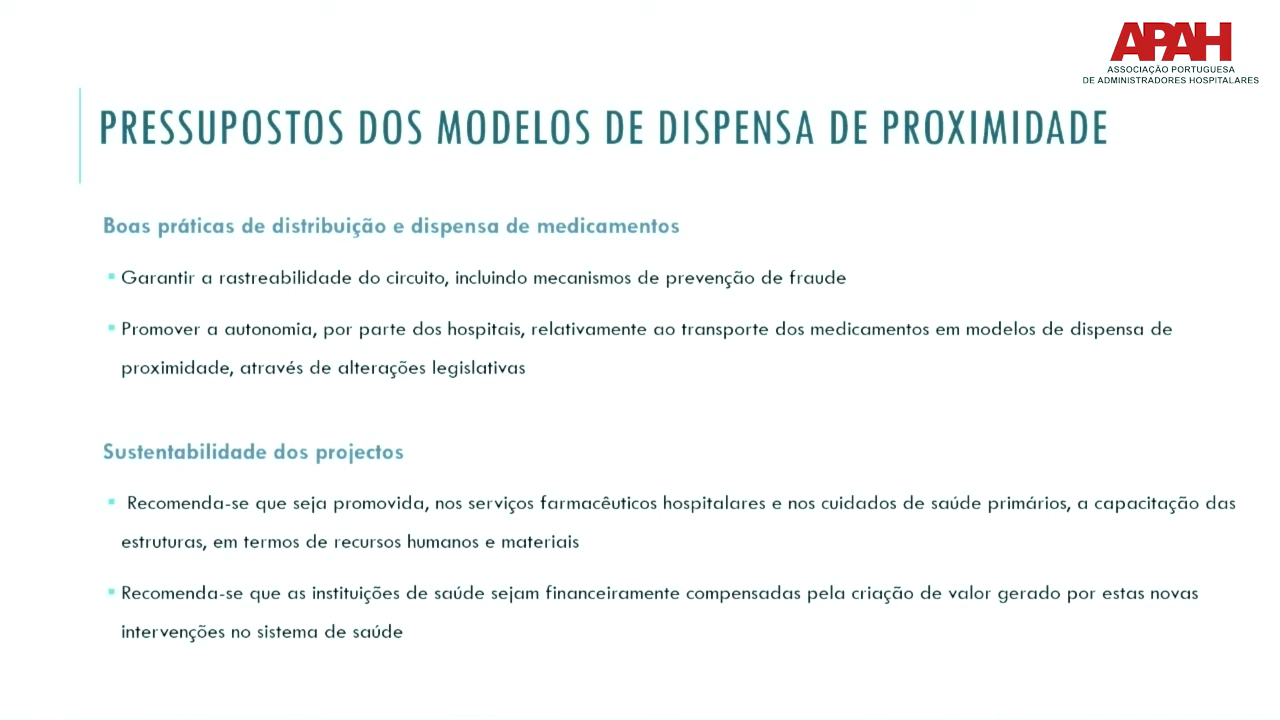 APAH
ASSOCIAÇÃO PORTUGUESA
DE ADMINISTRADORES HOSPITALARES
PRESSUPOSTOS DOS MODELOS DE DISPENSA DE PROXIMIDADE
Boas práticas de distribuição e dispensa de medicamentos
▪ Garantir a rastreabilidade do circuito, incluindo mecanismos de prevenção de fraude
▪ Promover a autonomia, por parte dos hospitais, relativamente ao transporte dos medicamentos em modelos de dispensa de
proximidade, através de alterações legislativas
Sustentabilidade dos projectos
▪ Recomenda-se que seja promovida, nos serviços farmacêuticos hospitalares e nos cuidados de saúde primários, a capacitação das
estruturas, em termos de recursos humanos e materiais
▪ Recomenda-se que as instituições de saúde sejam financeiramente compensadas pela criação de valor gerado por estas novas
intervenções no sistema de saúde